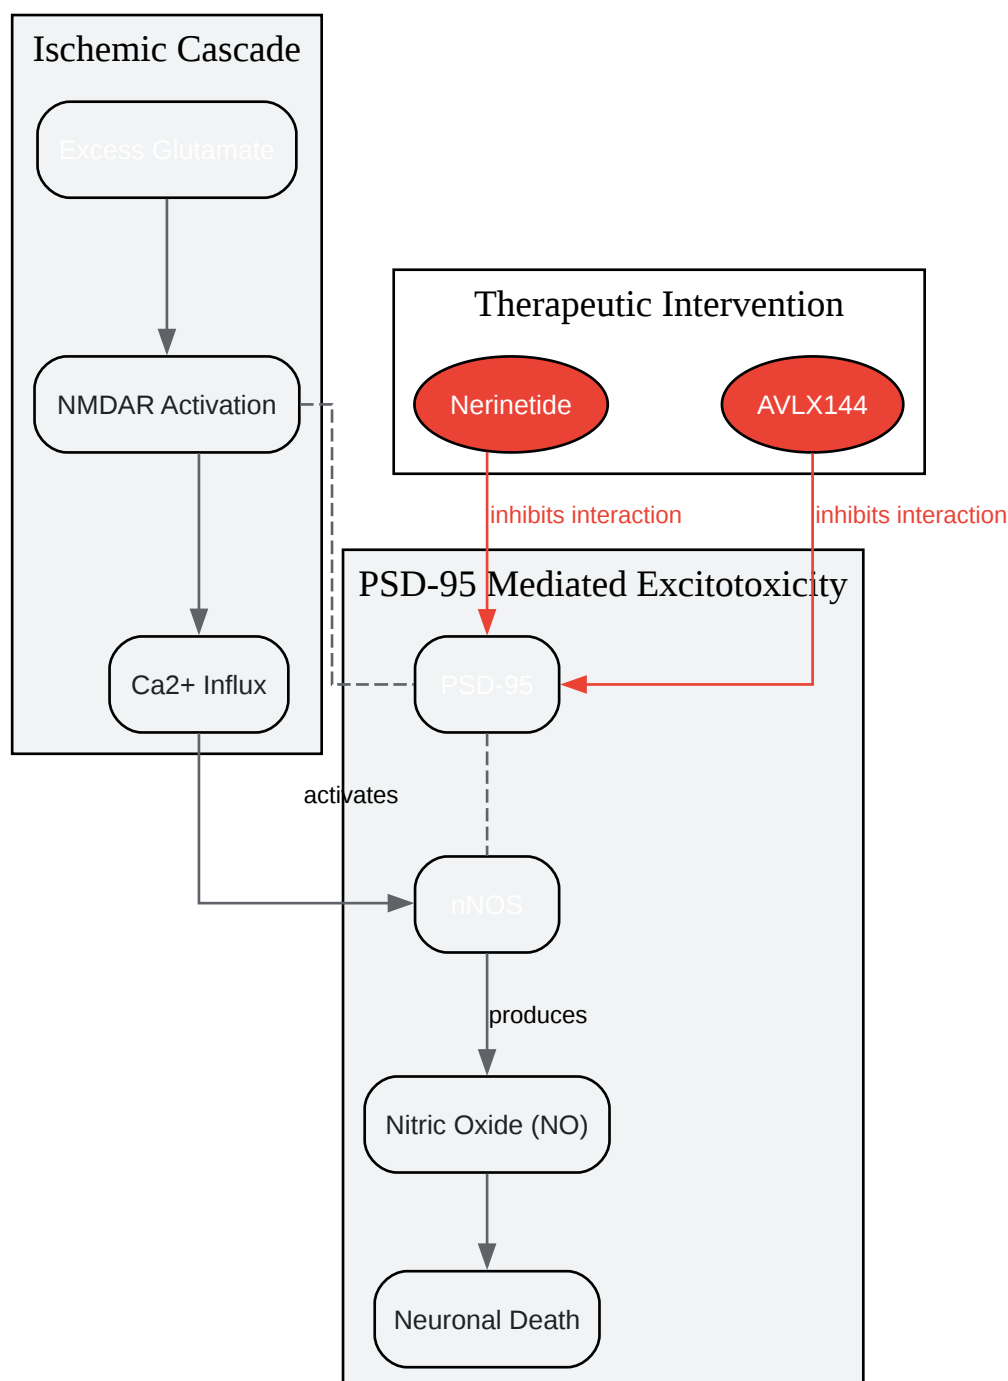 Ischemic Cascade
Excess Glutamate
Therapeutic Intervention
NMDAR Activation
Nerinetide
AVLX144
inhibits interaction
inhibits interaction
PSD-95 Mediated Excitotoxicity
Ca2+ Influx
PSD-95
activates
nNOS
produces
Nitric Oxide (NO)
Neuronal Death